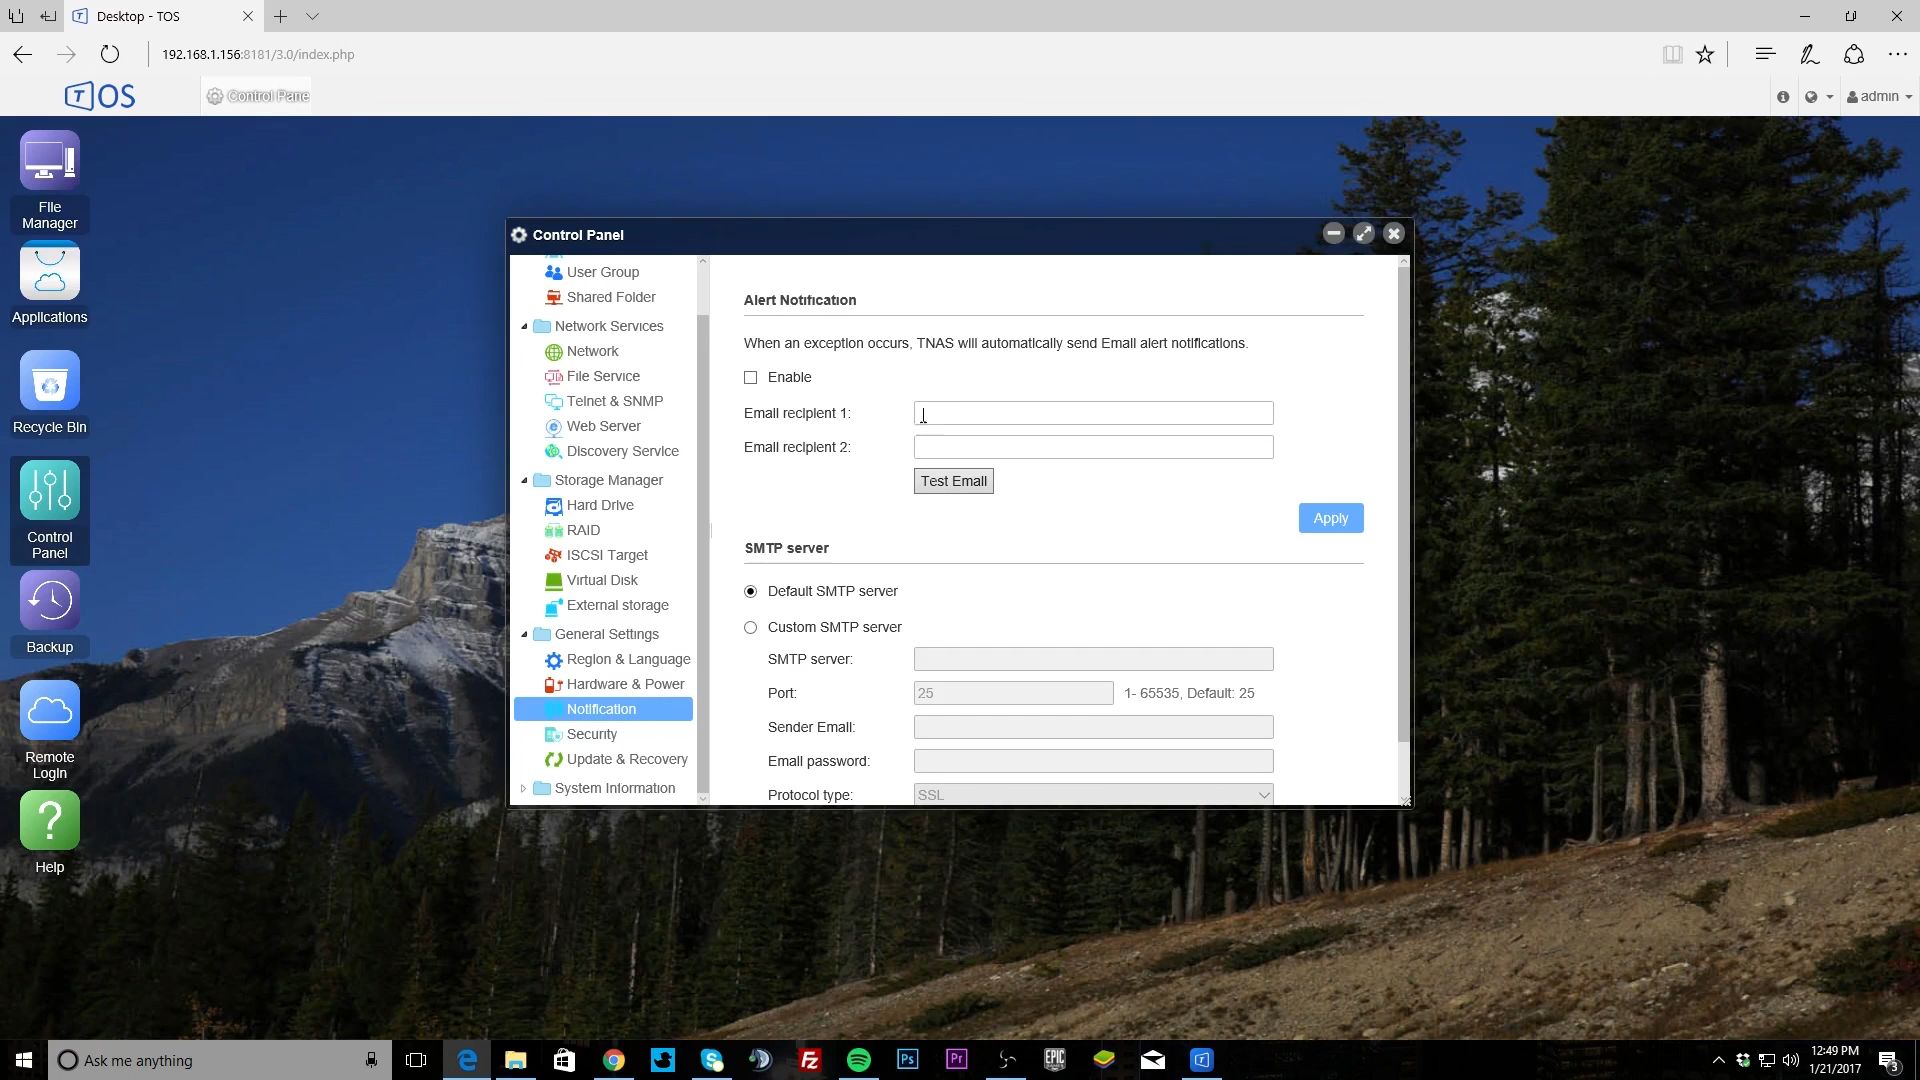 Desktop - TOS
192.168.1.156:8181/3.0/index.php
TOS
Control Pane
admin
File
Manager
Applications
Recycle Bin
Control
Panel
Backup
Remote
Login
Help
Control Panel
User Group
Shared Folder
Network Services
Network
File Service
Telnet & SNMP
Web Server
Discovery Service
Storage Manager
Hard Drive
RAID
ISCSI Target
Virtual Disk
External storage
General Settings
Region & Language
Hardware & Power
Notification
Security
Update & Recovery
System Information
Alert Notification
When an exception occurs, TNAS will automatically send Email alert notifications.
Enable
Email recipient 1:
Email recipient 2:
Test Email
Apply
SMTP server
Default SMTP server
Custom SMTP server
SMTP server:
Port:
25
1- 65535, Default: 25
Sender Email:
Email password:
Protocol type:
SSL
Ask me anything
Fz
Ps
Pr
EPIC
12:49 PM
1/21/2017
3